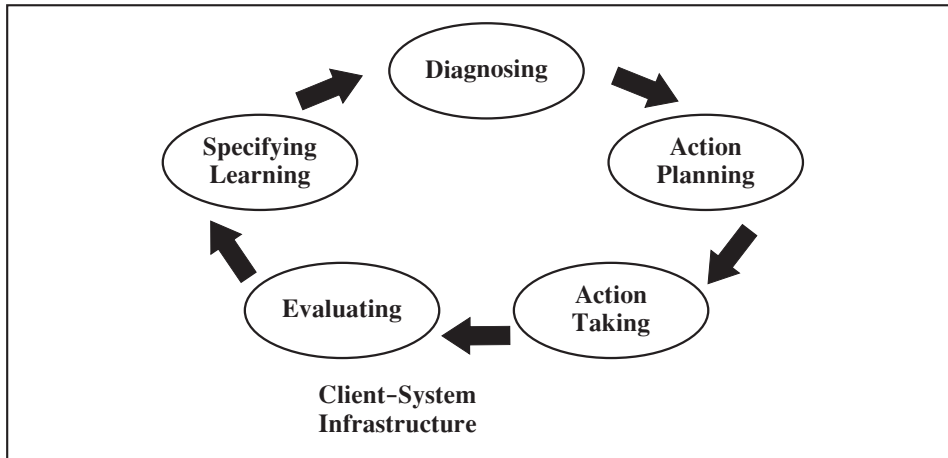 Diagnosing
Action
Planning
Action
Taking
Evaluating
Specifying
Learning
Client-System
Infrastructure